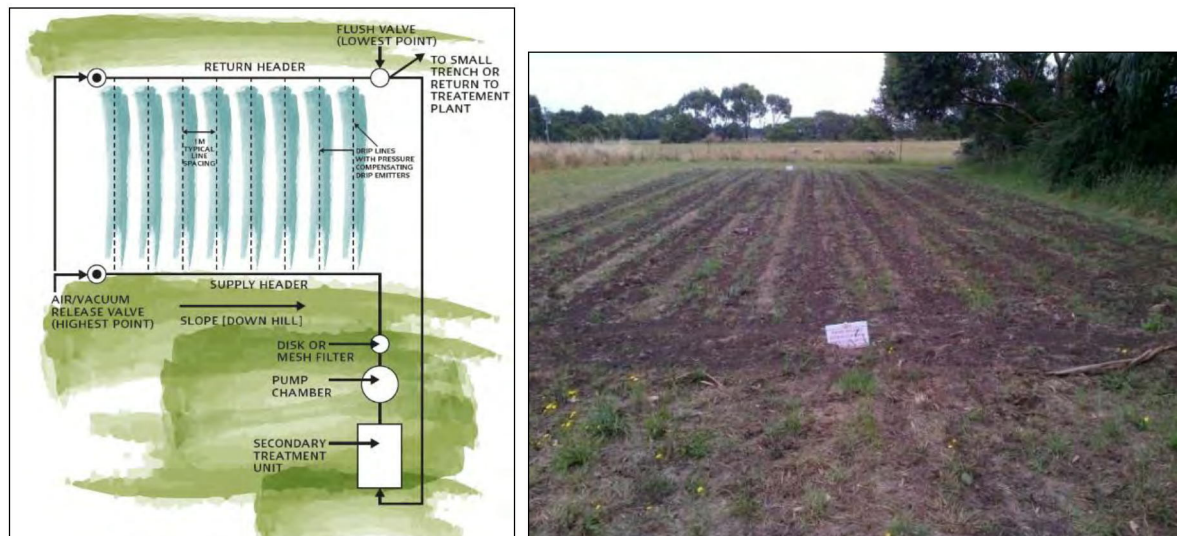 FLUSH VALVE
(LOWEST POINT)
TO SMALL
TRENCH OR
RETURN TO
TREATEMENT
PLANT
RETURN HEADER
1M
TYPICAL
LINE
SPACING
DRIP LINES
WITH PRESSURE
COMPENSATING
DRIP EMITTERS
SUPPLY HEADER
AIR/VACUUM
RELEASE VALVE
(HIGHEST POINT)
SLOPE [DOWN HILL]
DISK OR
MESH FILTER
PUMP
CHAMBER
SECONDARY
TREATMENT
UNIT